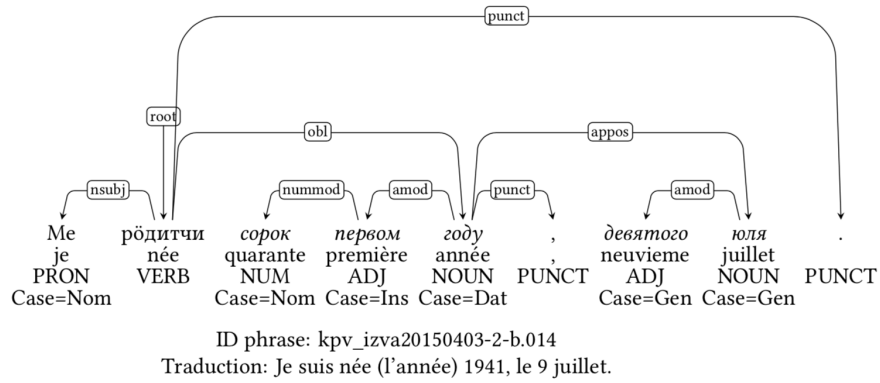 punct
root
obl
appos
nsubj
nummod
amod
punct
amod
Ме рӧдитчи сорок первом году , девятого юля .
je née quarante première année , neuvieme juillet
PRON VERB NUM ADJ NOUN PUNCT ADJ NOUN PUNCT
Case=Nom Case=Nom Case=Ins Case=Dat Case=Gen Case=Gen
ID phrase: kpv_izva20150403-2-b.014
Traduction: Je suis née (l'année) 1941, le 9 juillet.